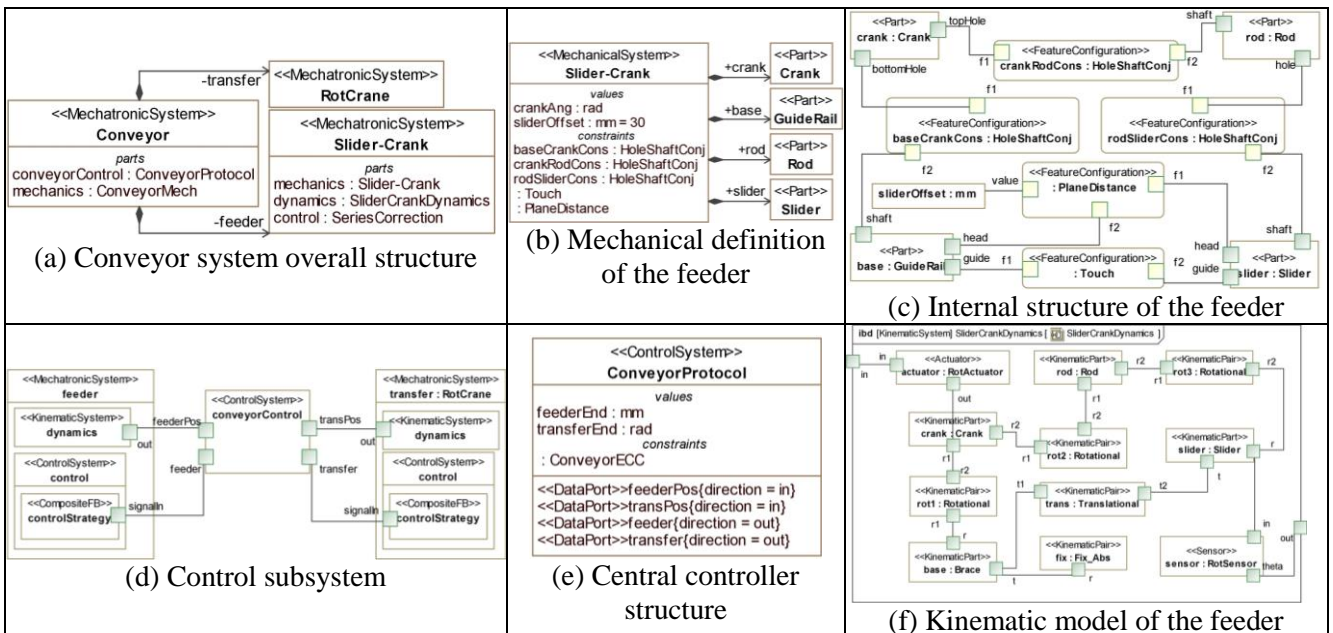 <<MechatronicSystem>>
RotCrane
-transfer
<<MechatronicSystem>>
Conveyor
parts
conveyorControl : ConveyorProtocol
mechanics : ConveyorMech
<<MechatronicSystem>>
Slider-Crank
parts
mechanics : Slider-Crank
dynamics : SliderCrankDynamics
control : SeriesCorrection
-feeder
(a) Conveyor system overall structure
<<MechanicalSystem>>
Slider-Crank
values
crankAng : rad
sliderOffset : mm = 30
constraints
baseCrankCons : HoleShaftConj
crankRodCons : HoleShaftConj
rodSliderCons : HoleShaftConj
: Touch
: PlaneDistance
+crank
<<Part>>
Crank
+base
<<Part>>
GuideRail
+rod
<<Part>>
Rod
+slider
<<Part>>
Slider
(b) Mechanical definition
of the feeder
<<Part>>
crank : Crank
topHole
bottomHole
<<FeatureConfiguration>>
crankRodCons : HoleShaftConj
f1
f2
shaft
<<Part>>
rod : Rod
hole
f1
f1
<<FeatureConfiguration>>
baseCrankCons : HoleShaftConj
<<FeatureConfiguration>>
rodSliderCons : HoleShaftConj
f2
f2
sliderOffset : mm
value
<<FeatureConfiguration>>
: PlaneDistance
f1
f2
shaft
<<Part>>
base : GuideRail
head
guide
f1
<<FeatureConfiguration>>
: Touch
f2
head
guide
shaft
<<Part>>
slider : Slider
(c) Internal structure of the feeder
<<MechatronicSystem>>
feeder
<<KinematicSystem>>
dynamics
out
<<ControlSystem>>
control
<<CompositeFB>>
controlStrategy
signalIn
feederPos
feeder
<<ControlSystem>>
conveyorControl
transPos
transfer
<<MechatronicSystem>>
transfer : RotCrane
<<KinematicSystem>>
dynamics
out
<<ControlSystem>>
control
<<CompositeFB>>
controlStrategy
signalIn
(d) Control subsystem
<<ControlSystem>>
ConveyorProtocol
values
feederEnd : mm
transferEnd : rad
constraints
: ConveyorECC
<<DataPort>>feederPos{direction = in}
<<DataPort>>transPos{direction = in}
<<DataPort>>feeder{direction = out}
<<DataPort>>transfer{direction = out}
(e) Central controller
structure
ibd [KinematicSystem] SliderCrankDynamics [ SliderCrankDynamics ]
in
in
<<Actuator>>
actuator : RotActuator
out
<<KinematicPart>>
rod : Rod
r2
r1
<<KinematicPair>>
rot3 : Rotational
r2
r1
<<KinematicPart>>
crank : Crank
r2
r1
r2
r1
<<KinematicPair>>
rot2 : Rotational
<<KinematicPart>>
slider : Slider
r
t
r2
<<KinematicPair>>
rot1 : Rotational
r1
r
t1
<<KinematicPair>>
trans : Translational
t2
<<KinematicPart>>
base : Brace
t
<<KinematicPair>>
fix : Fix_Abs
r
in
out
<<Sensor>>
sensor : RotSensor
theta
(f) Kinematic model of the feeder